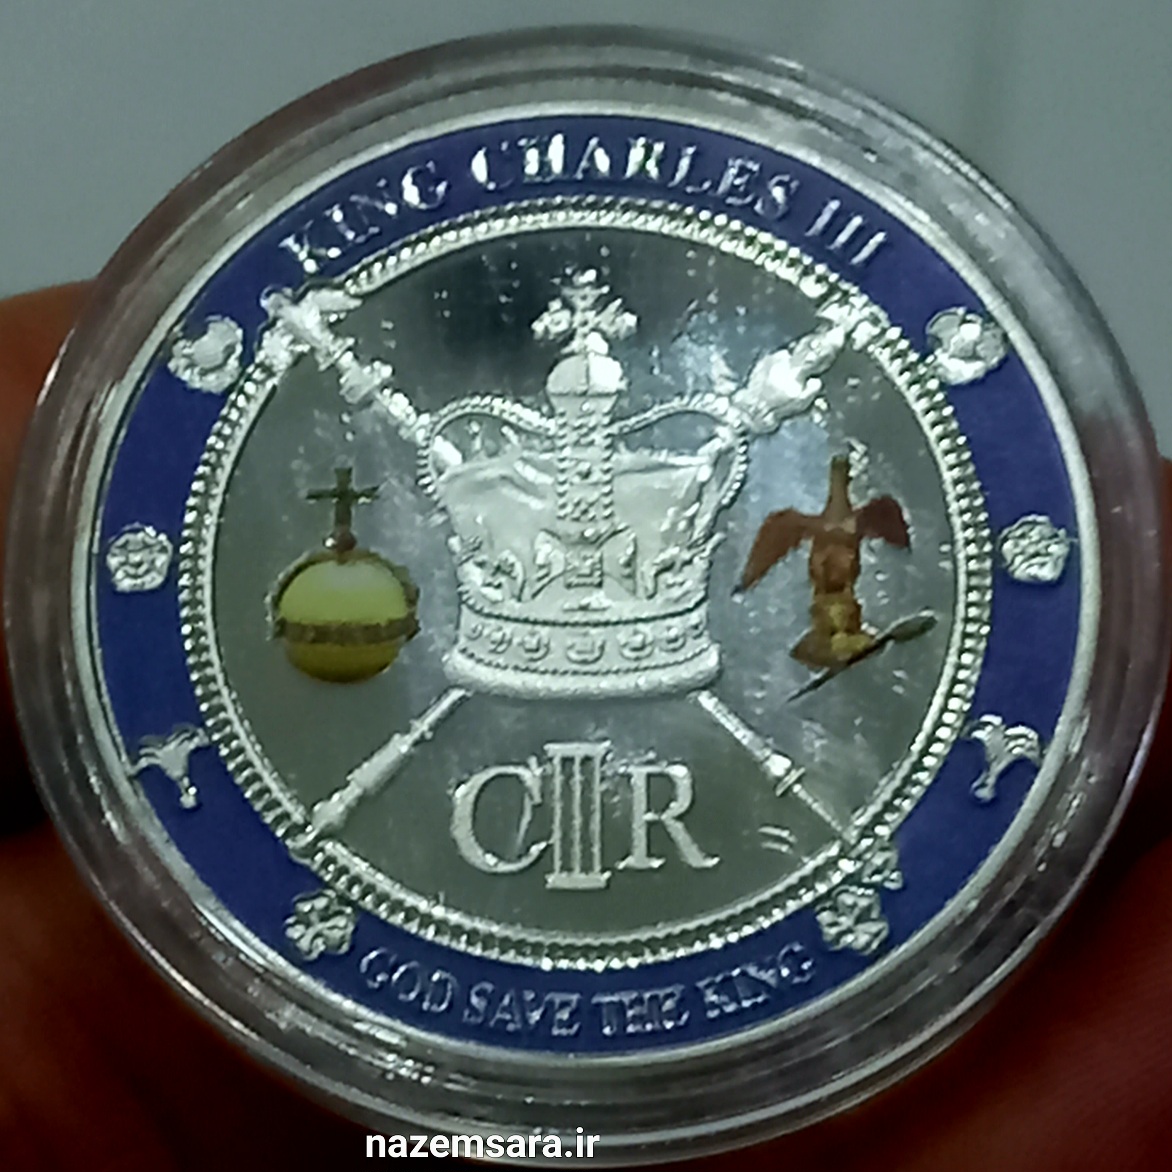 KING CHARLES III
CIIIR
GOD SAVE THE KING
nazemsara.ir